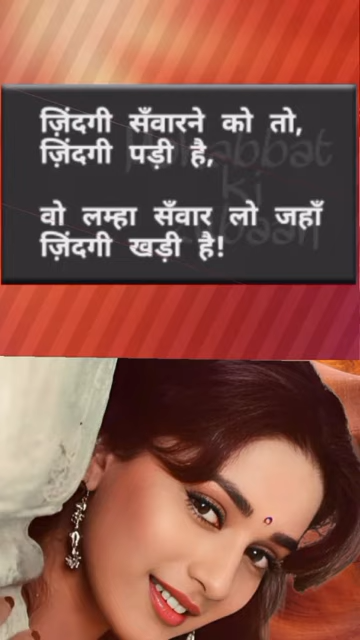 ज़िंदगी सँवारने को तो,
ज़िंदगी पड़ी है,
वो लम्हा सँवार लो जहाँ
ज़िंदगी खड़ी है!